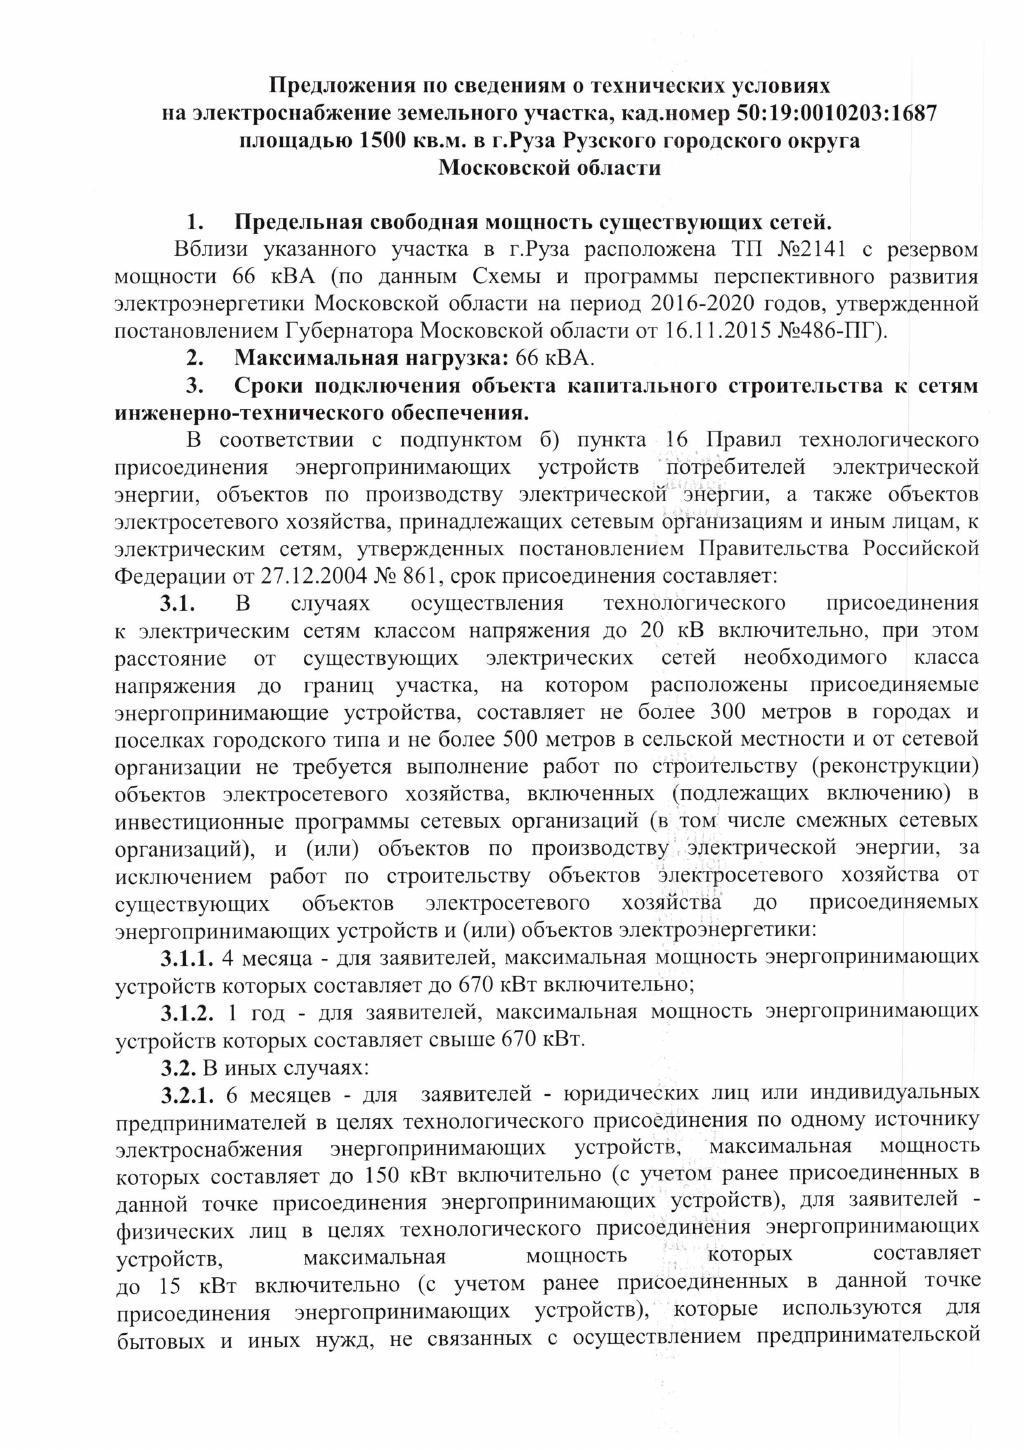 Предложения по сведениям о технических условиях
на электроснабжение земельного участка, кад.номер 50:19:0010203:1687
площадью 1500 кв.м. в г.Руза Рузского городского округа
Московской области
1. Предельная свободная мощность существующих сетей.
Вблизи указанного участка в г.Руза расположена ТП №2141 с резервом
мощности 66 кВА (по данным Схемы и программы перспективного развития
электроэнергетики Московской области на период 2016-2020 годов, утвержденной
постановлением Губернатора Московской области от 16.11.2015 №486-ПГ).
2. Максимальная нагрузка: 66 кВА.
3. Сроки подключения объекта капитального строительства к сетям
инженерно-технического обеспечения.
В соответствии с подпунктом б) пункта 16 Правил технологического
присоединения энергопринимающих устройств потребителей электрической
энергии, объектов по производству электрической энергии, а также объектов
электросетевого хозяйства, принадлежащих сетевым организациям и иным лицам, к
электрическим сетям, утвержденных постановлением Правительства Российской
Федерации от 27.12.2004 № 861, срок присоединения составляет:
3.1. В случаях осуществления технологического присоединения
к электрическим сетям классом напряжения до 20 кВ включительно, при этом
расстояние от существующих электрических сетей необходимого класса
напряжения до границ участка, на котором расположены присоединяемые
энергопринимающие устройства, составляет не более 300 метров в городах и
поселках городского типа и не более 500 метров в сельской местности и от сетевой
организации не требуется выполнение работ по строительству (реконструкции)
объектов электросетевого хозяйства, включенных (подлежащих включению) в
инвестиционные программы сетевых организаций (в том числе смежных сетевых
организаций), и (или) объектов по производству электрической энергии, за
исключением работ по строительству объектов электросетевого хозяйства от
существующих объектов электросетевого хозяйства до присоединяемых
энергопринимающих устройств и (или) объектов электроэнергетики:
3.1.1. 4 месяца - для заявителей, максимальная мощность энергопринимающих
устройств которых составляет до 670 кВт включительно;
3.1.2. 1 год - для заявителей, максимальная мощность энергопринимающих
устройств которых составляет свыше 670 кВт.
3.2. В иных случаях:
3.2.1. 6 месяцев - для заявителей - юридических лиц или индивидуальных
предпринимателей в целях технологического присоединения по одному источнику
электроснабжения энергопринимающих устройств, максимальная мощность
которых составляет до 150 кВт включительно (с учетом ранее присоединенных в
данной точке присоединения энергопринимающих устройств), для заявителей -
физических лиц в целях технологического присоединения энергопринимающих
устройств, максимальная мощность которых составляет
до 15 кВт включительно (с учетом ранее присоединенных в данной точке
присоединения энергопринимающих устройств), которые используются для
бытовых и иных нужд, не связанных с осуществлением предпринимательской